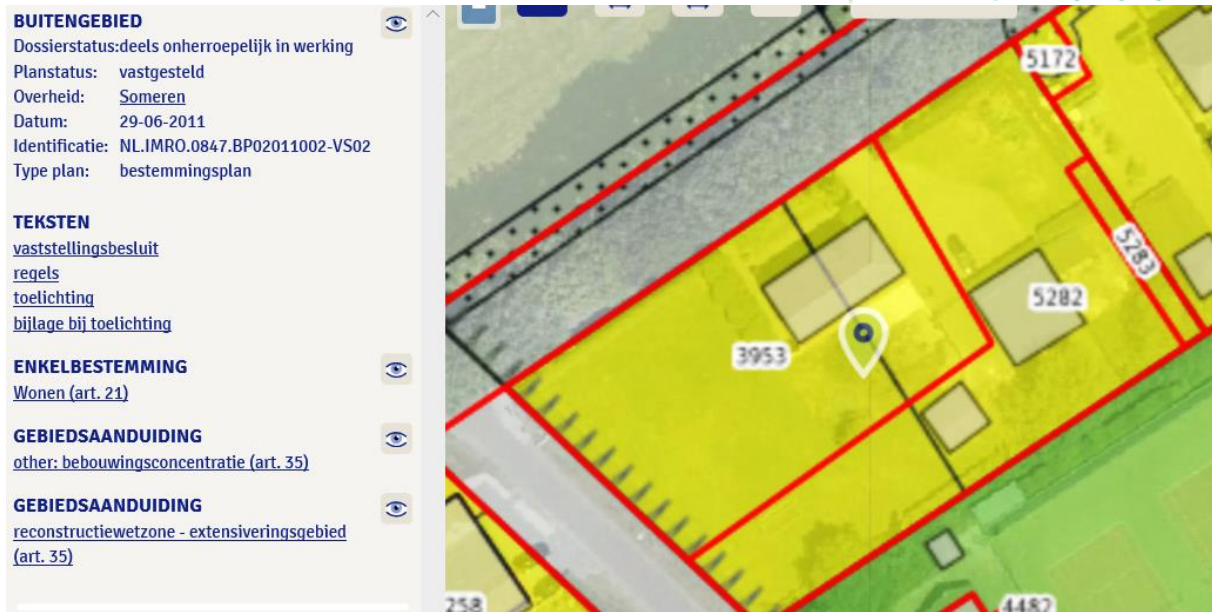 BUITENGEBIED
Dossierstatus:deels onherroepelijk in werking
Planstatus: vastgesteld
Overheid: Someren
Datum: 29-06-2011
Identificatie: NL.IMRO.0847.BP02011002-VS02
Type plan: bestemmingsplan
TEKSTEN
vaststellingsbesluit
regels
toelichting
bijlage bij toelichting
ENKELBESTEMMING
Wonen (art. 21)
GEBIEDSAANDUIDING
other: bebouwingsconcentratie (art. 35)
GEBIEDSAANDUIDING
reconstructiewetzone - extensiveringsgebied
(art. 35)
5172
5283
5282
3953
258
4482